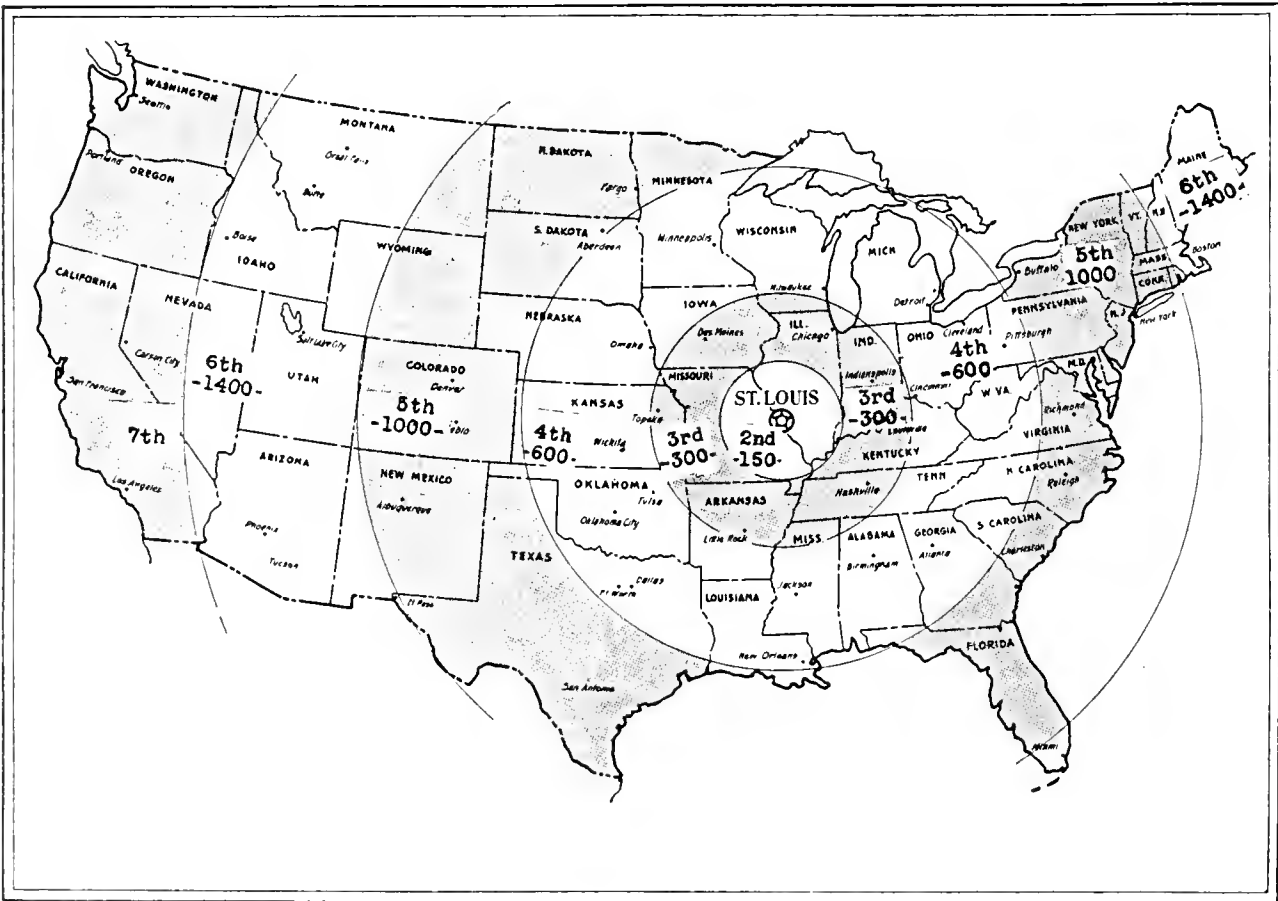 WASHINGTON
Seattle
Portland
OREGON
MONTANA
Great Falls
Butte
Boise
IDAHO
WYOMING
N. DAKOTA
Fargo
S. DAKOTA
Aberdeen
MINNESOTA
Minneapolis
WISCONSIN
Milwaukee
MICH
Detroit
MAINE
6th
-1400-
NEW YORK
VT.
N.H
Buffalo
5th
1000
MASS
Boston
CONN.
New York
PENNSYLVANIA
Pittsburgh
N.J
CALIFORNIA
NEVADA
Carson City
San Francisco
6th
-1400-
Salt Lake City
UTAH
7th
Los Angeles
COLORADO
Denver
5th
-1000-
NEBRASKA
Omaha
IOWA
Des Moines
ILL.
Chicago
IND.
Indianapolis
OHIO
Cleveland
Cincinnati
4th
-600
M.D.
W VA
Richmond
VIRGINIA
KANSAS
Topeka
Wichita
4th
-600-
MISSOURI
3rd
-300-
ST. LOUIS
2nd
-150-
3rd
-300-
Louisville
KENTUCKY
ARIZONA
Phoenix
Tucson
NEW MEXICO
Albuquerque
El Paso
OKLAHOMA
Tulsa
Oklahoma City
ARKANSAS
Little Rock
Nashville
TENN
N CAROLINA
Raleigh
S CAROLINA
Charleston
TEXAS
Dallas
Ft Worth
San Antonio
LOUISIANA
New Orleans
MISS.
Jackson
ALABAMA
Birmingham
GEORGIA
Atlanta
FLORIDA
Miami